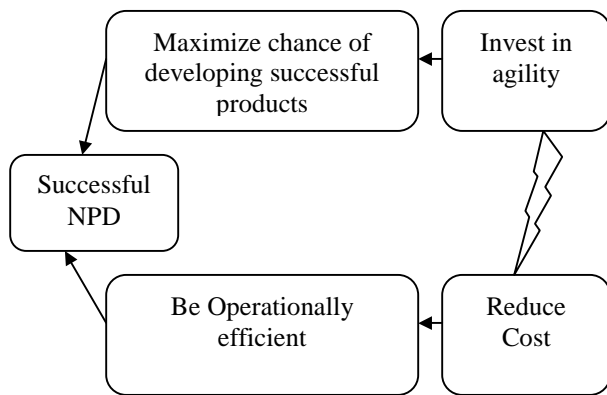 Maximize chance of
developing successful
products
Invest in
agility
Successful
NPD
Be Operationally
efficient
Reduce
Cost